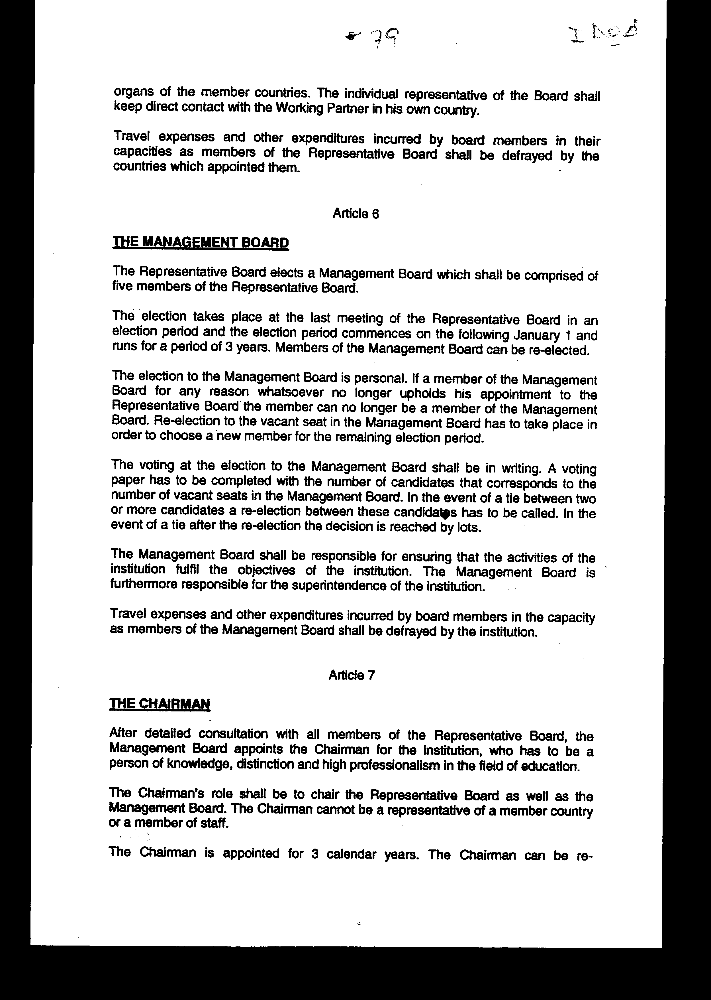 5 79
organs of the member countries. The individual representative of the Board shall
keep direct contact with the Working Partner in his own country.
Travel expenses and other expenditures incurred by board members in their
capacities as members of the Representative Board shall be defrayed by the
countries which appointed them.
Article 6
THE MANAGEMENT BOARD
The Representative Board elects a Management Board which shall be comprised of
five members of the Representative Board.
The election takes place at the last meeting of the Representative Board in an
election period and the election period commences on the following January 1 and
runs for a period of 3 years. Members of the Management Board can be re-elected.
The election to the Management Board is personal. If a member of the Management
Board for any reason whatsoever no longer upholds his appointment to the
Representative Board the member can no longer be a member of the Management
Board. Re-election to the vacant seat in the Management Board has to take place in
order to choose a new member for the remaining election period.
The voting at the election to the Management Board shall be in writing. A voting
paper has to be completed with the number of candidates that corresponds to the
number of vacant seats in the Management Board. In the event of a tie between two
or more candidates a re-election between these candidates has to be called. In the
event of a tie after the re-election the decision is reached by lots.
The Management Board shall be responsible for ensuring that the activities of the
institution fulfil the objectives of the institution. The Management Board is
furthermore responsible for the superintendence of the institution.
Travel expenses and other expenditures incurred by board members in the capacity
as members of the Management Board shall be defrayed by the institution.
Article 7
THE CHAIRMAN
After detailed consultation with all members of the Representative Board, the
Management Board appoints the Chairman for the institution, who has to be a
person of knowledge, distinction and high professionalism in the field of education.
The Chairman's role shall be to chair the Representative Board as well as the
Management Board. The Chairman cannot be a representative of a member country
or a member of staff.
The Chairman is appointed for 3 calendar years. The Chairman can be re-